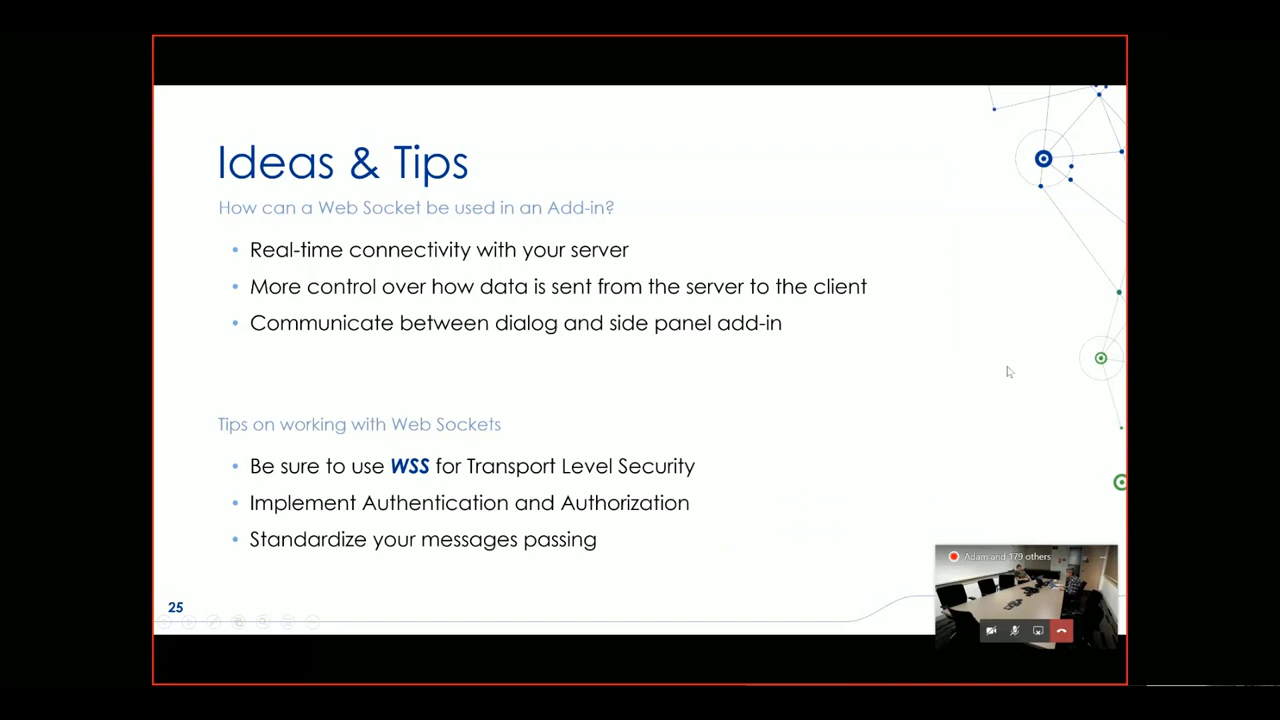 Ideas & Tips
How can a Web Socket be used in an Add-in?
• Real-time connectivity with your server
• More control over how data is sent from the server to the client
• Communicate between dialog and side panel add-in
Tips on working with Web Sockets
• Be sure to use WSS for Transport Level Security
• Implement Authentication and Authorization
• Standardize your messages passing
Adam and 179 others
25